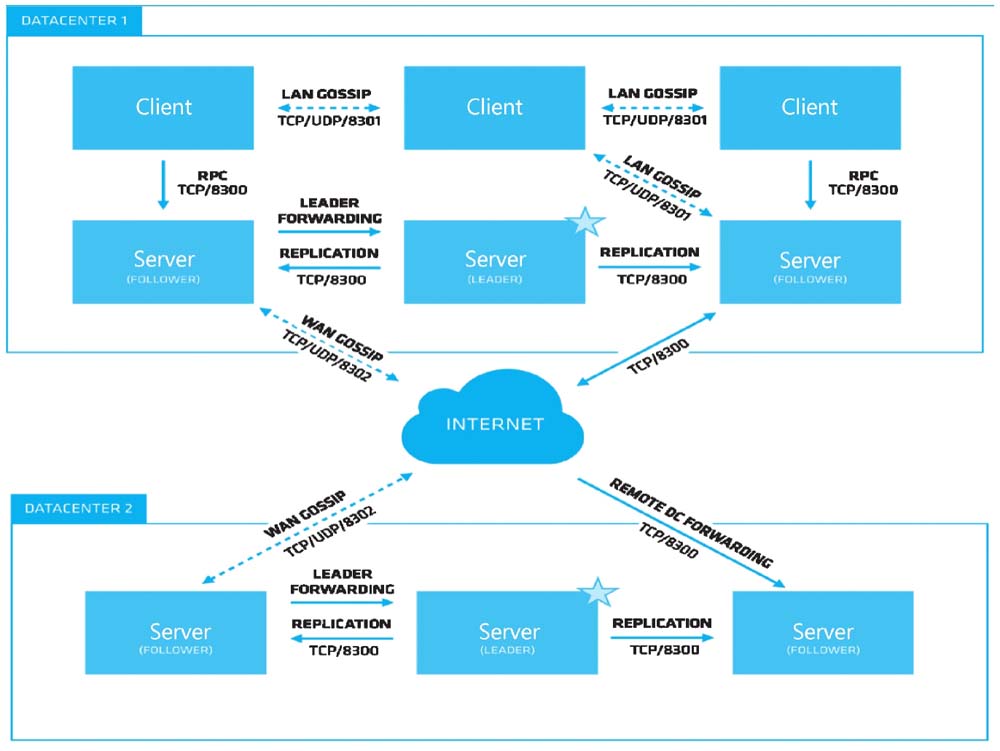 DATACENTER 1
Client
LAN GOSSIP
TCP/UDP/8301
Client
LAN GOSSIP
TCP/UDP/8301
Client
RPC
TCP/8300
LAN GOSSIP
TCP/UDP/8301
RPC
TCP/8300
Server
(FOLLOWER)
LEADER
FORWARDING
REPLICATION
TCP/8300
Server
(LEADER)
REPLICATION
TCP/8300
Server
(FOLLOWER)
WAN GOSSIP
TCP/UDP/8302
TCP/8300
INTERNET
DATACENTER 2
WAN GOSSIP
TCP/UDP/8302
REMOTE DC FORWARDING
TCP/8300
Server
(FOLLOWER)
LEADER
FORWARDING
REPLICATION
TCP/8300
Server
(LEADER)
REPLICATION
TCP/8300
Server
(FOLLOWER)